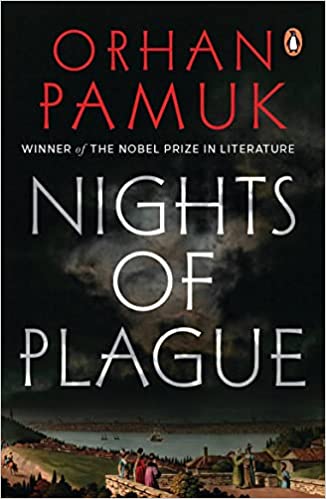 ORHAN
PAMUK
WINNER of THE NOBEL PRIZE IN LITERATURE
NIGHTS
OF
PLAGUE